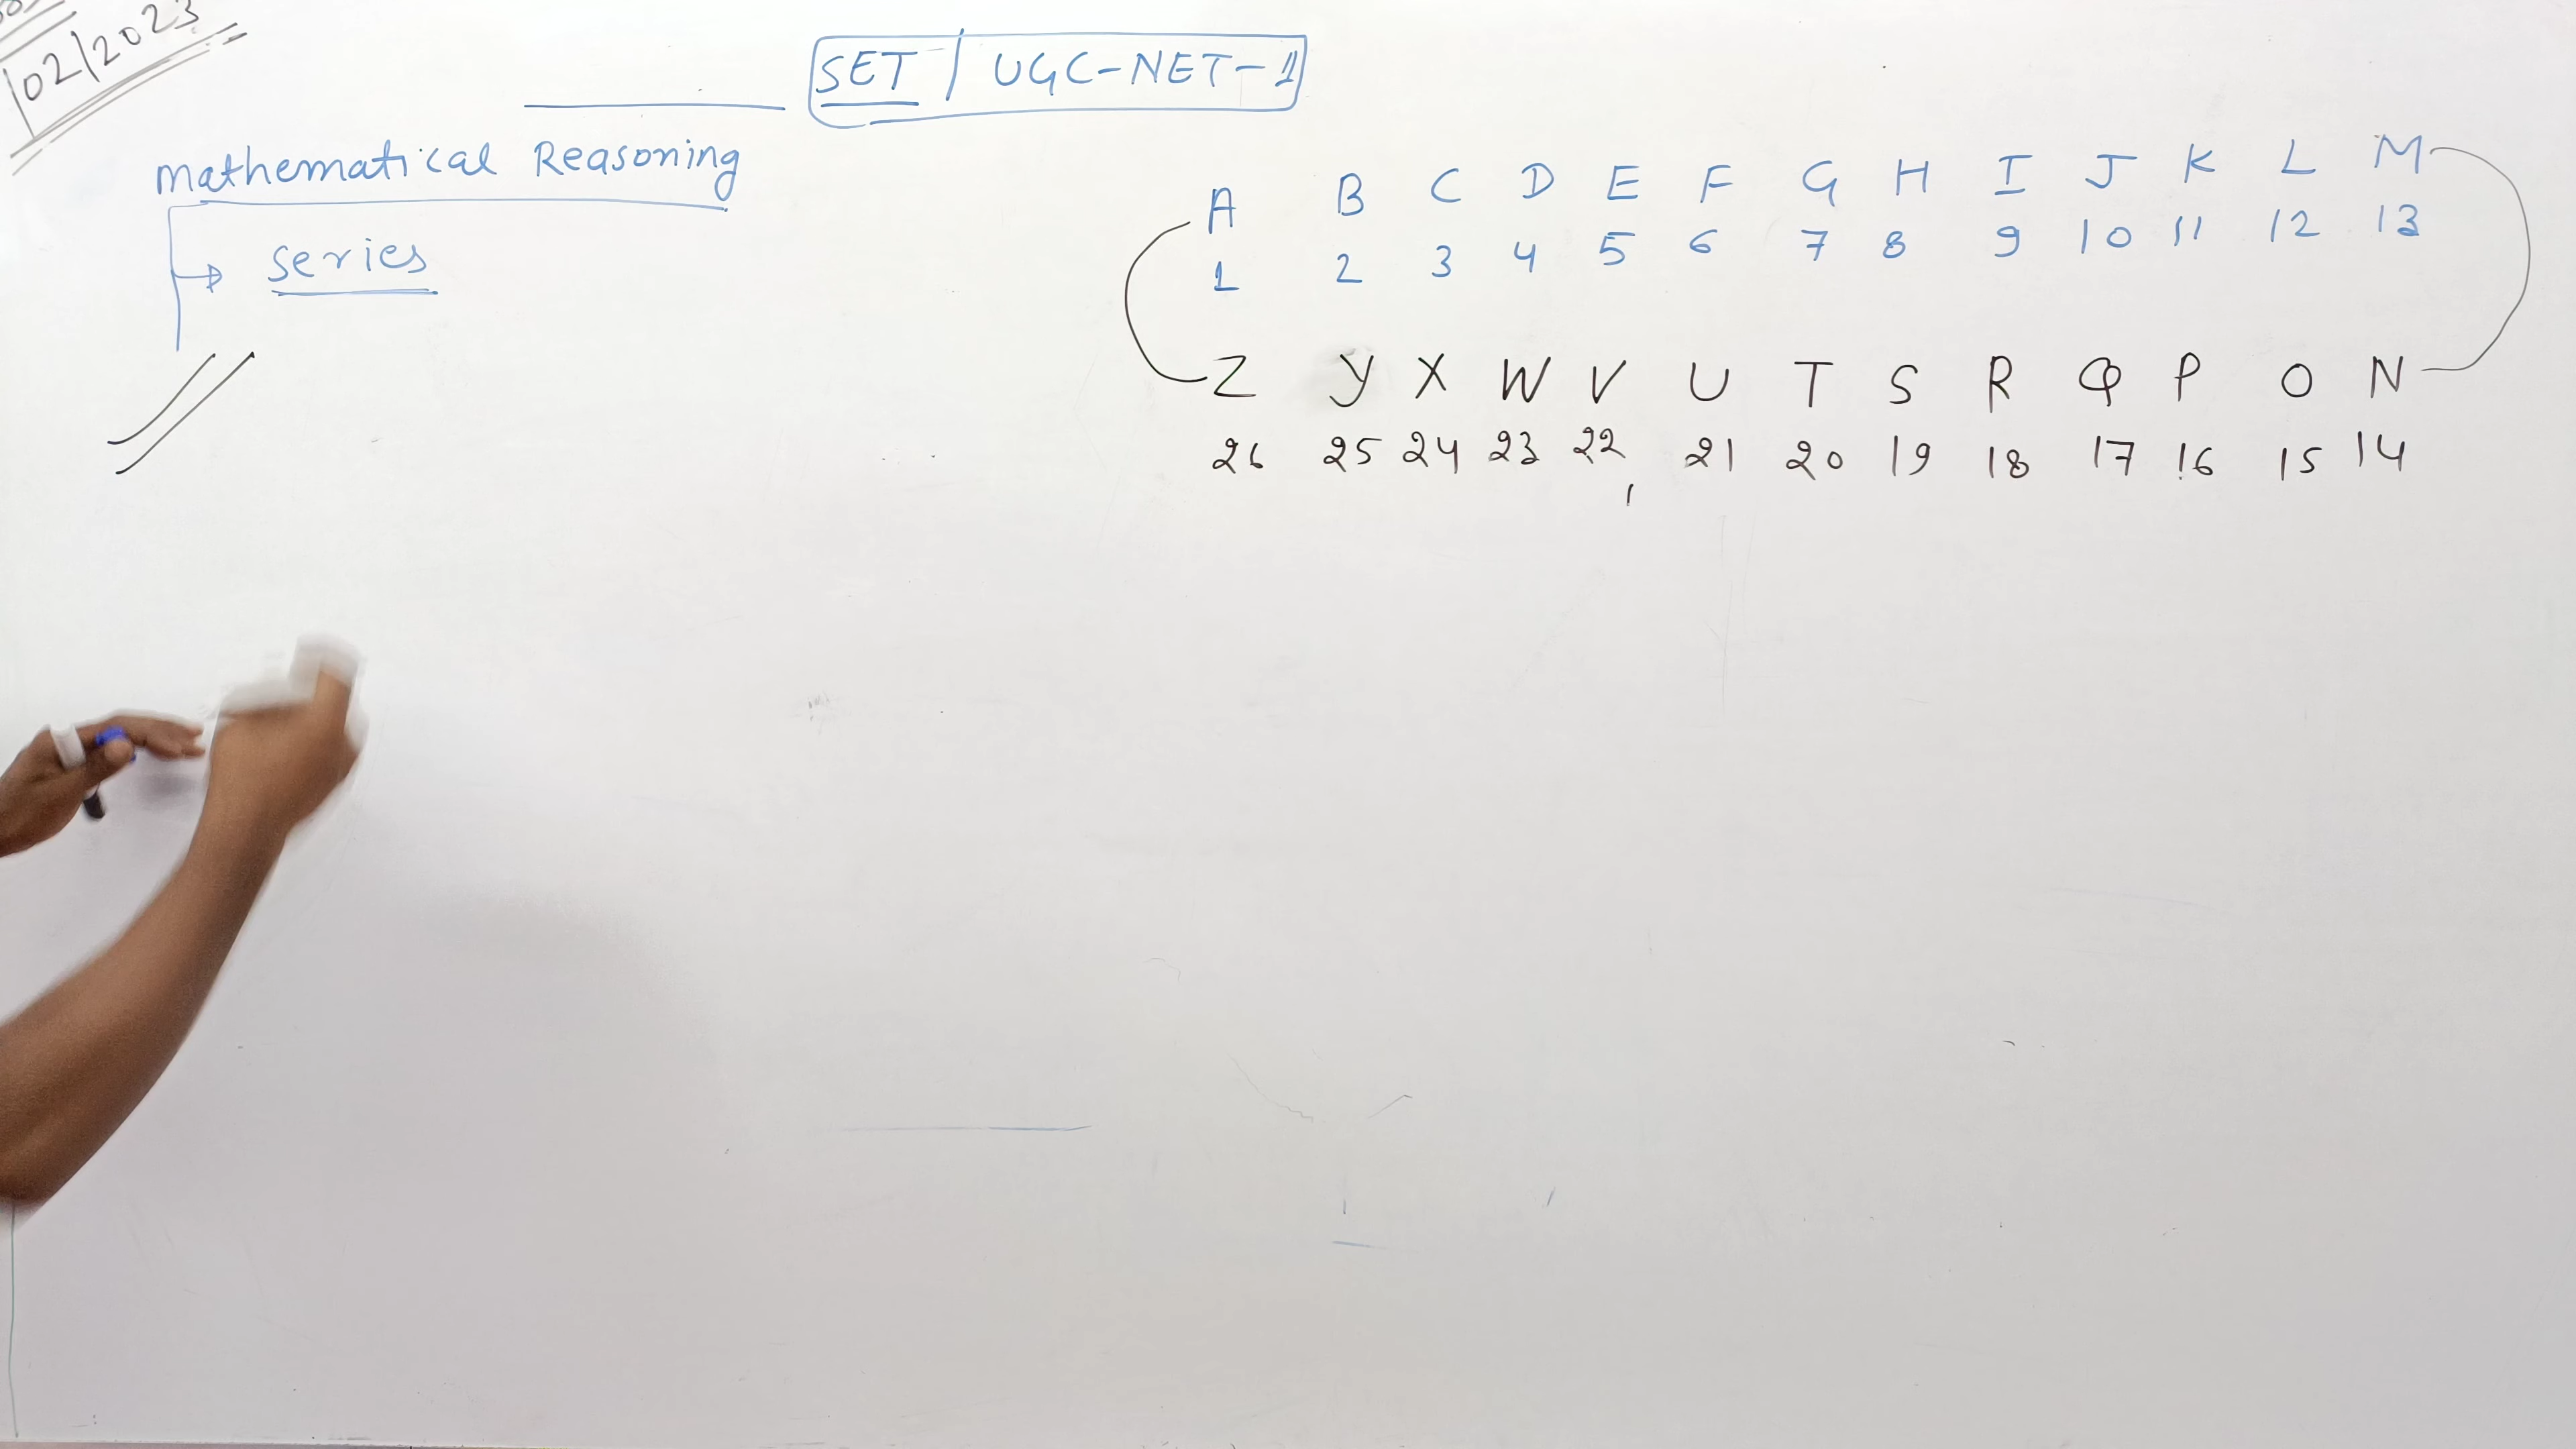 02/2023
SET / UGC-NET-1
Mathematical Reasoning
series
A B C D E F G H I J K L M
1 2 3 4 5 6 7 8 9 10 11 12 13
Z Y X W V U T S R Q P O N
26 25 24 23 22 21 20 19 18 17 16 15 14